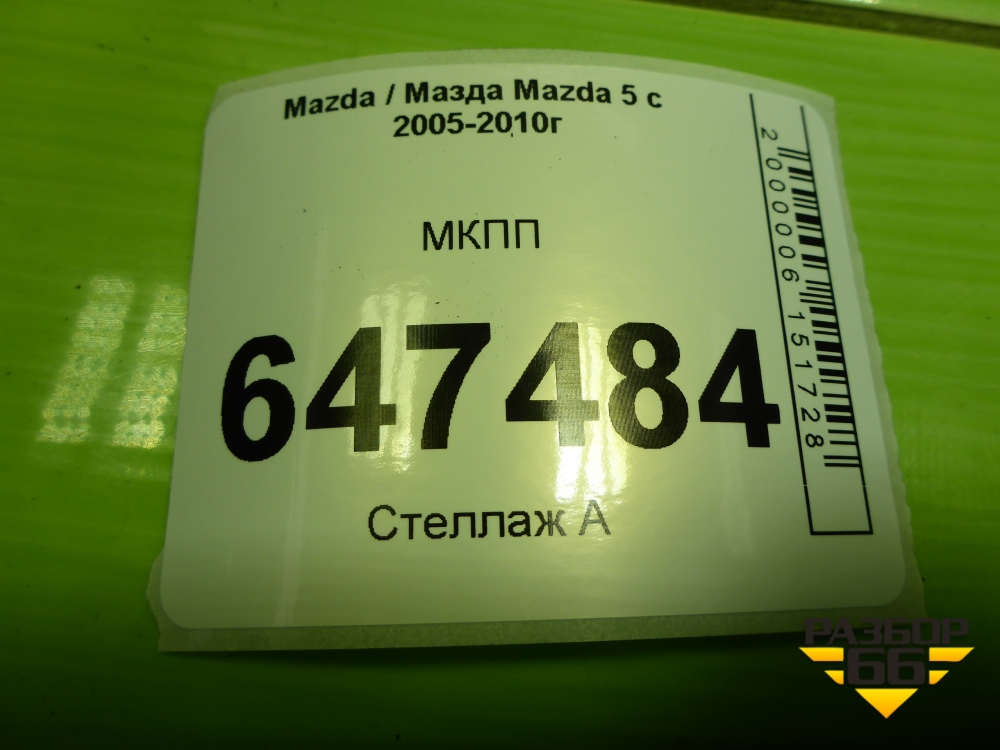 Mazda / Мазда Mazda 5 с
2005-2010г
МКПП
647484
Стеллаж А
2000006151728
РАЗБОР
66